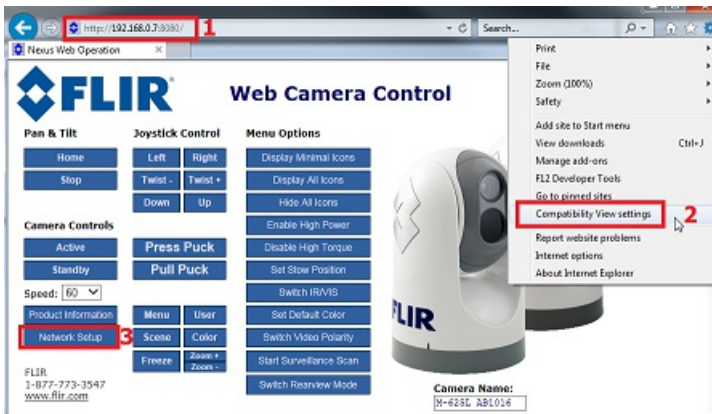 http://192.168.0.7:8080/ 1
Search...
Nexus Web Operation
FLIR
Web Camera Control
Pan & Tilt
Home
Stop
Camera Controls
Active
Standby
Speed: 60
Product Information
Network Setup 3
FLIR
1-877-773-3547
www.flir.com
Joystick Control
Left Right
Twist - Twist +
Down Up
Press Puck
Pull Puck
Menu User
Scene Color
Freeze Zoom +
Zoom -
Menu Options
Display Minimal Icons
Display All Icons
Hide All Icons
Enable High Power
Disable High Torque
Set Stow Position
Switch IR/VIS
Set Default Color
Switch Video Polarity
Start Surveillance Scan
Switch Rearview Mode
FLIR
FLIR
Camera Name:
M-625L AB1016
Print
File
Zoom (100%)
Safety
Add site to Start menu
View downloads Ctrl+J
Manage add-ons
F12 Developer Tools
Go to pinned sites
Compatibility View settings 2
Report website problems
Internet options
About Internet Explorer